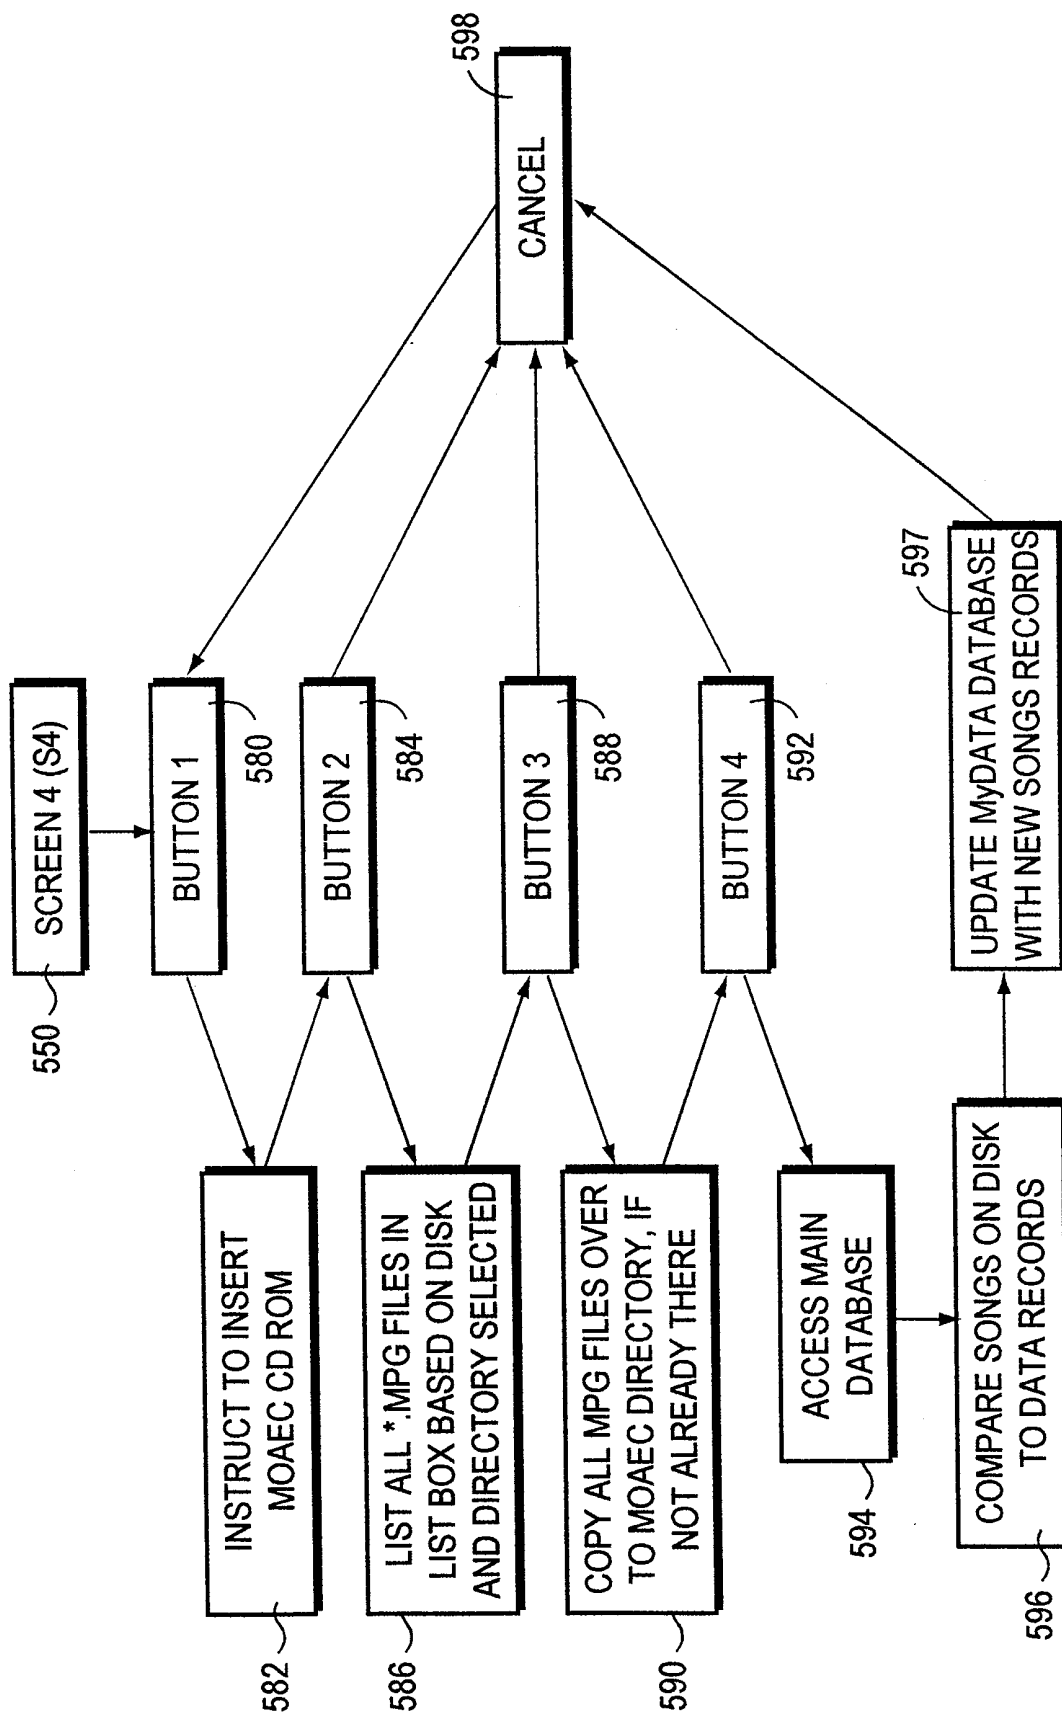 SCREEN 4 (S4)
550
BUTTON 1
580
INSTRUCT TO INSERT
MOAEC CD ROM
582
BUTTON 2
584
LIST ALL *.MPG FILES IN
LIST BOX BASED ON DISK
AND DIRECTORY SELECTED
586
BUTTON 3
588
COPY ALL MPG FILES OVER
TO MOAEC DIRECTORY, IF
NOT ALREADY THERE
590
BUTTON 4
592
ACCESS MAIN
DATABASE
594
COMPARE SONGS ON DISK
TO DATA RECORDS
596
UPDATE MyDATA DATABASE
WITH NEW SONGS RECORDS
597
CANCEL
598